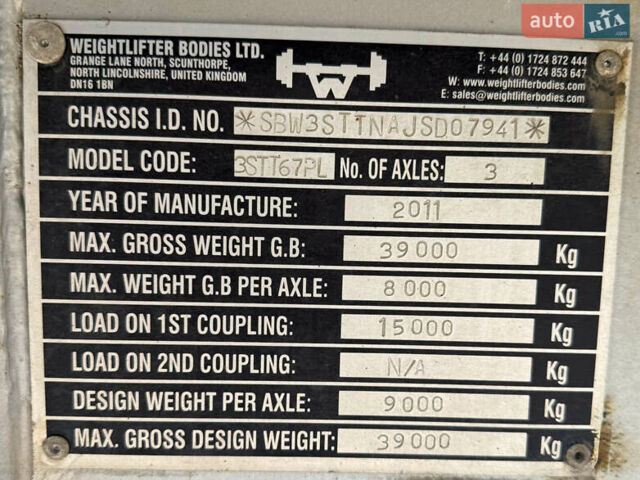 auto RIA.com
WEIGHTLIFTER BODIES LTD.
GRANGE LANE NORTH, SCUNTHORPE,
NORTH LINCOLNSHIRE, UNITED KINGDOM
DN16 1BN
W
T: +44 (0) 1724 872 444
F: +44 (0) 1724 853 647
W: www.weightlifterbodies.com
E: sales@weightlifterbodies.com
CHASSIS I.D. NO. *SBW3STTNAJSD07941*
MODEL CODE: 3STT67PL No. OF AXLES: 3
YEAR OF MANUFACTURE: 2011
MAX. GROSS WEIGHT G.B: 39000 Kg
MAX. WEIGHT G.B PER AXLE: 8000 Kg
LOAD ON 1ST COUPLING: 15000 Kg
LOAD ON 2ND COUPLING: N/A Kg
DESIGN WEIGHT PER AXLE: 9000 Kg
MAX. GROSS DESIGN WEIGHT: 39000 Kg